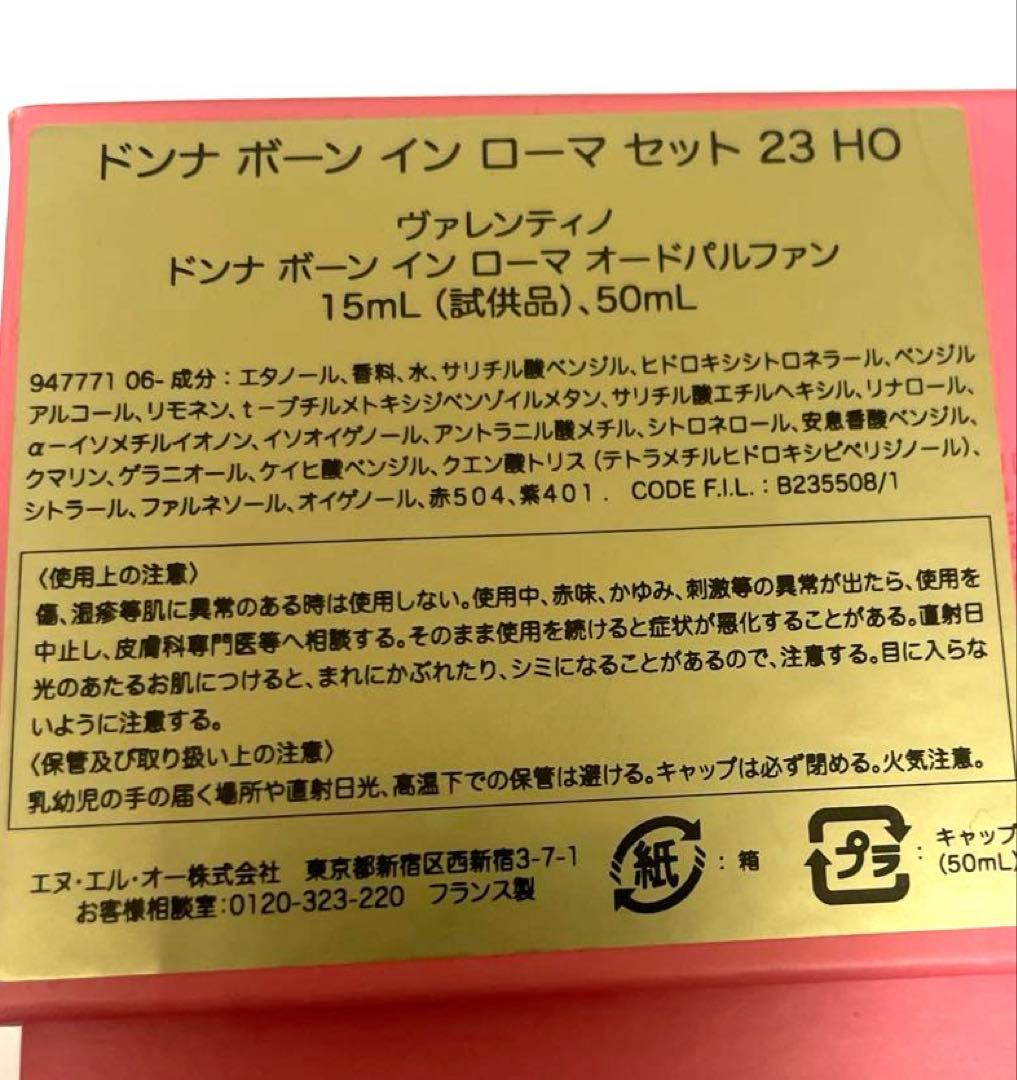 ドンナ ボーン イン ローマ セット 23 HO
ヴァレンティノ
ドンナ ボーン イン ローマ オードパルファン
15mL (試供品)、50mL
947771 06- 成分：エタノール、香料、水、サリチル酸ベンジル、ヒドロキシシトロネラール、ベンジル
アルコール、リモネン、t－ブチルメトキシジベンゾイルメタン、サリチル酸エチルヘキシル、リナロール、
α－イソメチルイオノン、イソオイゲノール、アントラニル酸メチル、シトロネロール、安息香酸ベンジル、
クマリン、ゲラニオール、ケイヒ酸ベンジル、クエン酸トリス(テトラメチルヒドロキシピペリジノール)、
シトラール、ファルネソール、オイゲノール、赤504、紫401． CODE F.I.L.：B235508/1
〈使用上の注意〉
傷、湿疹等肌に異常のある時は使用しない。使用中、赤味、かゆみ、刺激等の異常が出たら、使用を
中止し、皮膚科専門医等へ相談する。そのまま使用を続けると症状が悪化することがある。直射日
光のあたるお肌につけると、まれにかぶれたり、シミになることがあるので、注意する。目に入らな
いように注意する。
〈保管及び取り扱い上の注意〉
乳幼児の手の届く場所や直射日光、高温下での保管は避ける。キャップは必ず閉める。火気注意。
エヌ・エル・オー株式会社 東京都新宿区西新宿3-7-1
お客様相談室：0120-323-220 フランス製
紙：箱
プラ：キャップ
(50mL)